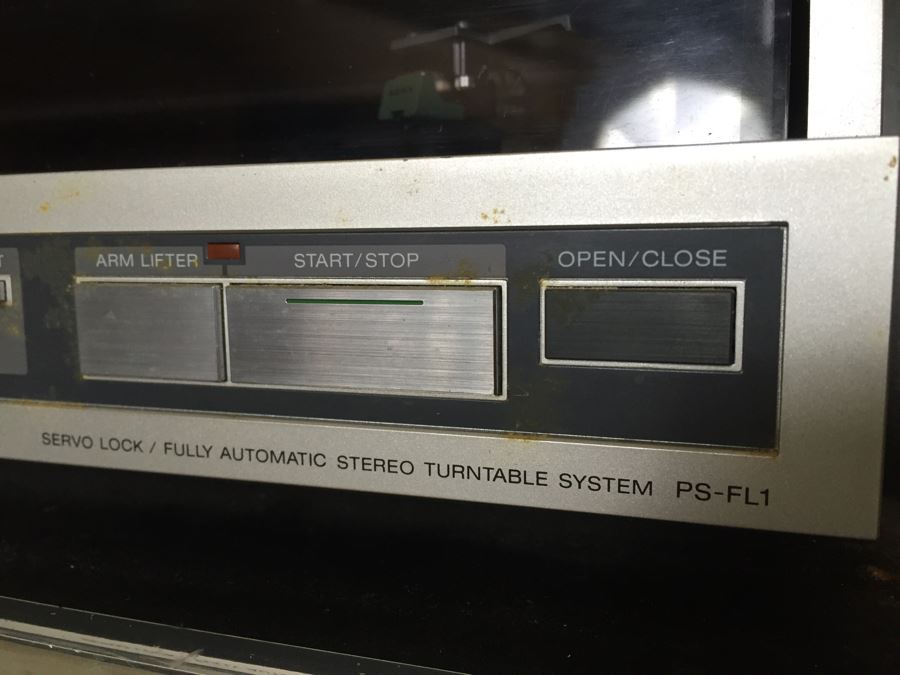 ARM LIFTER
START/STOP
OPEN/CLOSE
SERVO LOCK / FULLY AUTOMATIC STEREO TURNTABLE SYSTEM PS-FL1